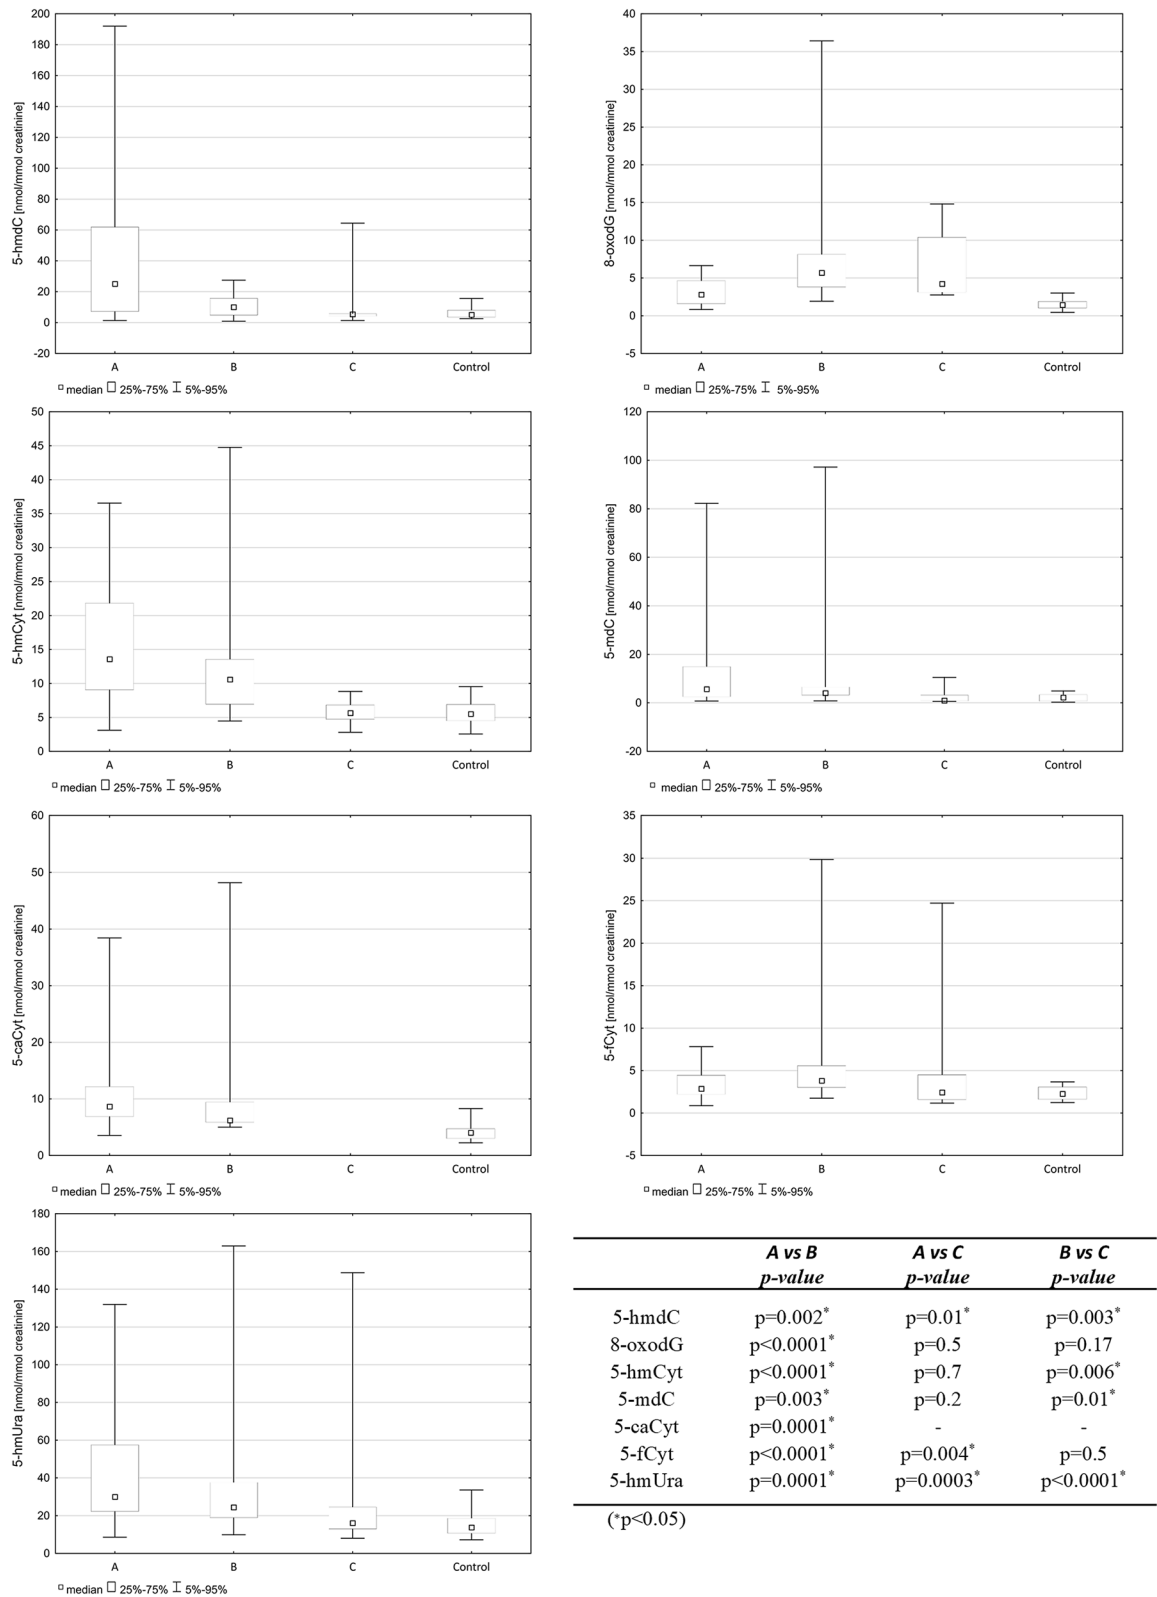 5-hmdC [nmol/mmol creatinine]
200
180
160
140
120
100
80
60
40
20
0
-20
A B C Control
median 25%-75% 5%-95%
8-oxodG [nmol/mmol creatinine]
40
35
30
25
20
15
10
5
0
-5
A B C Control
median 25%-75% 5%-95%
5-hmCyt [nmol/mmol creatinine]
50
45
40
35
30
25
20
15
10
5
0
A B C Control
median 25%-75% 5%-95%
5-mdC [nmol/mmol creatinine]
120
100
80
60
40
20
0
-20
A B C Control
median 25%-75% 5%-95%
5-caCyt [nmol/mmol creatinine]
60
50
40
30
20
10
0
A B C Control
median 25%-75% 5%-95%
5-fCyt [nmol/mmol creatinine]
35
30
25
20
15
10
5
0
-5
A B C Control
median 25%-75% 5%-95%
5-hmUra [nmol/mmol creatinine]
180
160
140
120
100
80
60
40
20
0
A B C Control
median 25%-75% 5%-95%
A vs B A vs C B vs C
p-value p-value p-value
5-hmdC p=0.002* p=0.01* p=0.003*
8-oxodG p<0.0001* p=0.5 p=0.17
5-hmCyt p<0.0001* p=0.7 p=0.006*
5-mdC p=0.003* p=0.2 p=0.01*
5-caCyt p=0.0001* - -
5-fCyt p<0.0001* p=0.004* p=0.5
5-hmUra p=0.0001* p=0.0003* p<0.0001*
(*p<0.05)